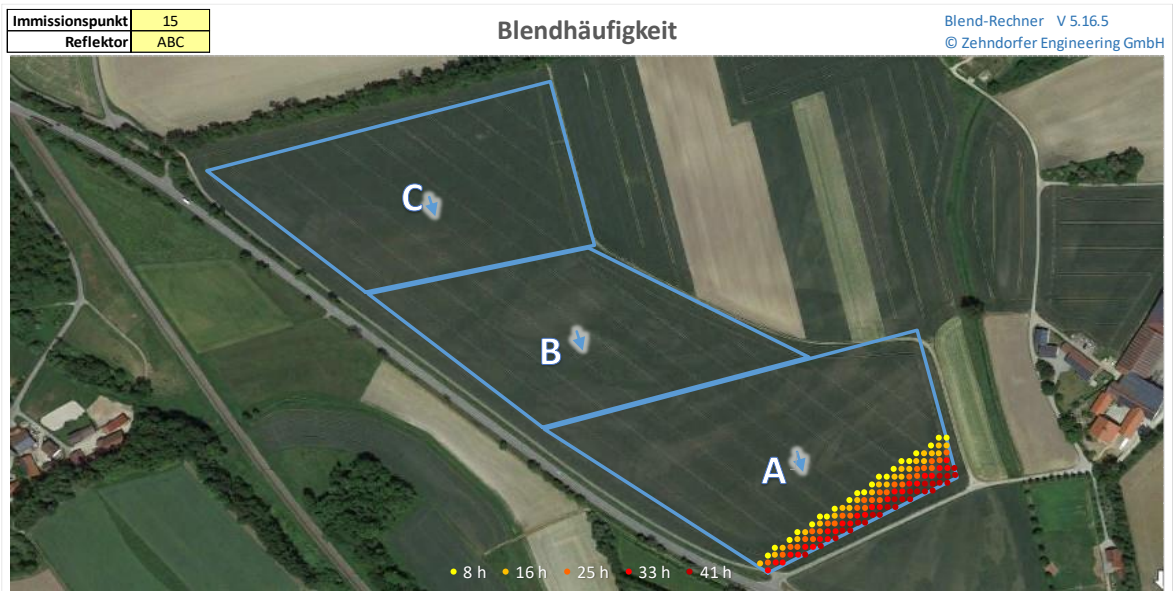 Immissionspunkt 15
Reflektor ABC
Blendhäufigkeit
Blend-Rechner V 5.16.5
© Zehndorfer Engineering GmbH
C
B
A
8 h 16 h 25 h 33 h 41 h